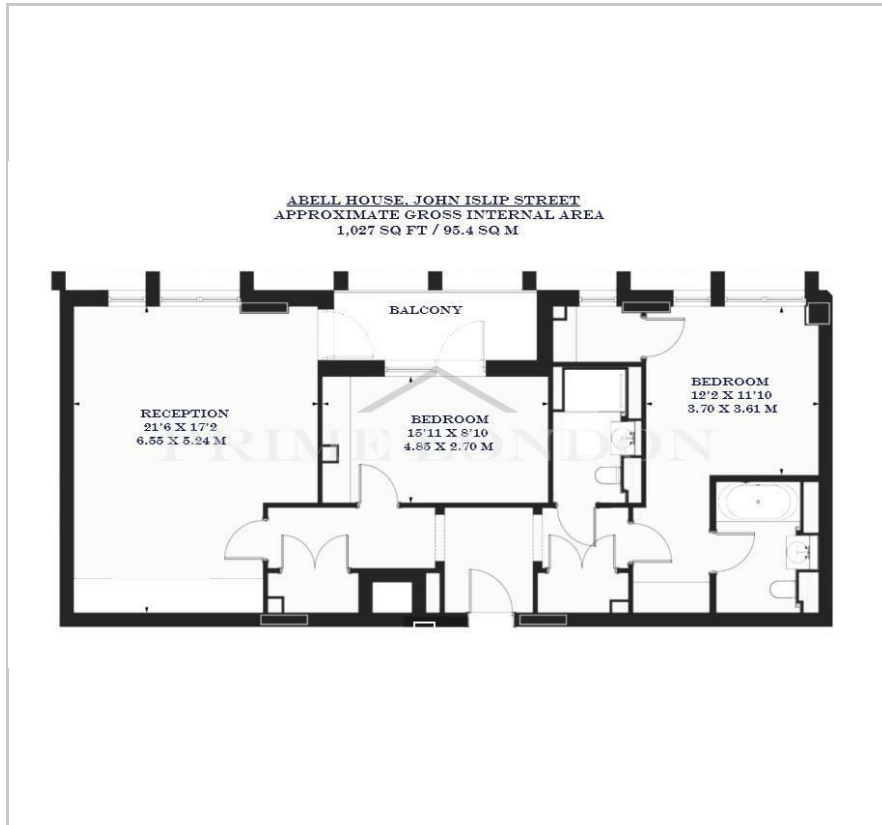 ABELL HOUSE, JOHN ISLIP STREET
APPROXIMATE GROSS INTERNAL AREA
1,027 SQ FT / 95.4 SQ M
BALCONY
RECEPTION
21'6 X 17'2
6.55 X 5.24 M
BEDROOM
15'11 X 8'10
4.85 X 2.70 M
BEDROOM
12'2 X 11'10
3.70 X 3.61 M
PRIME LONDON